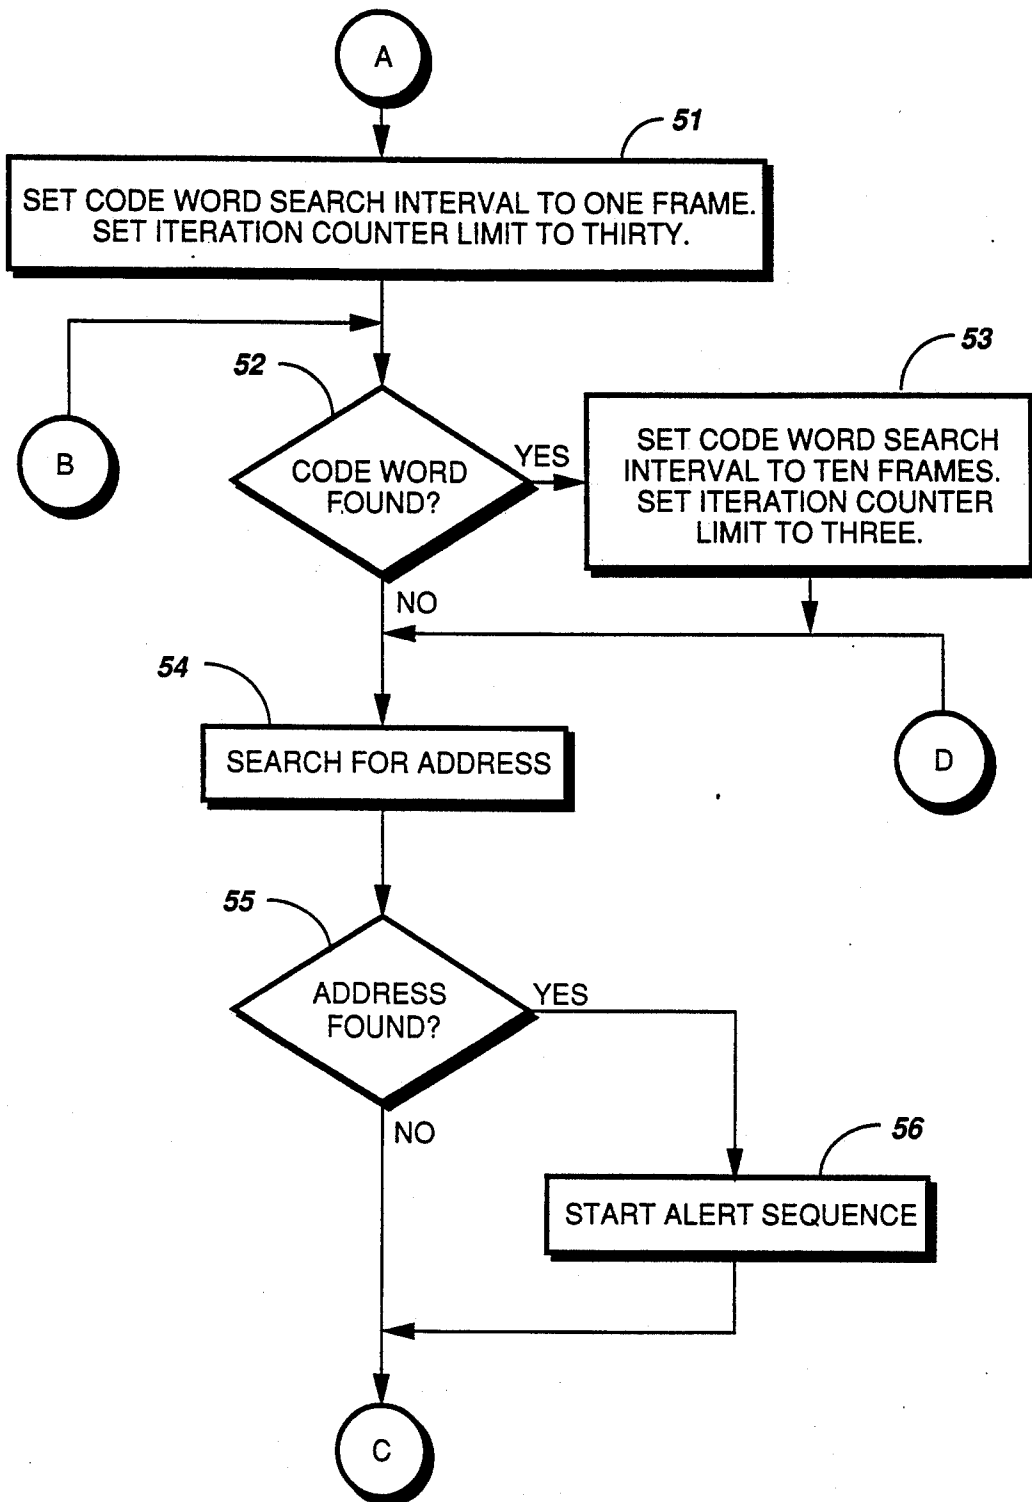 A
51
SET CODE WORD SEARCH INTERVAL TO ONE FRAME.
SET ITERATION COUNTER LIMIT TO THIRTY.
53
52
B
CODE WORD
FOUND?
YES
SET CODE WORD SEARCH
INTERVAL TO TEN FRAMES.
SET ITERATION COUNTER
LIMIT TO THREE.
NO
54
SEARCH FOR ADDRESS
D
55
ADDRESS
FOUND?
YES
NO
56
START ALERT SEQUENCE
C